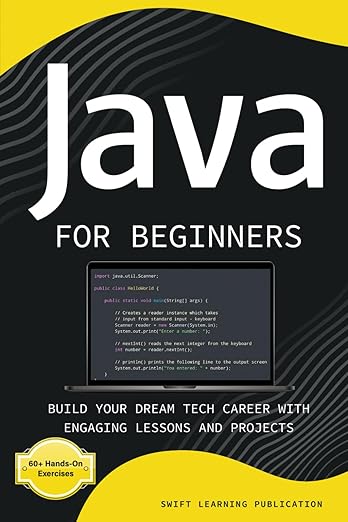 Java
FOR BEGINNERS
import java.util.Scanner;
public class HelloWorld {
public static void main(String[] args) {
// Creates a reader instance which takes
// input from standard input - keyboard
Scanner reader = new Scanner(System.in);
System.out.print("Enter a number: ");
// nextInt() reads the next integer from the keyboard
int number = reader.nextInt();
// println() prints the following line to the output screen
System.out.println("You entered: " + number);
}
}
BUILD YOUR DREAM TECH CAREER WITH
ENGAGING LESSONS AND PROJECTS
60+ Hands-On
Exercises
SWIFT LEARNING PUBLICATION